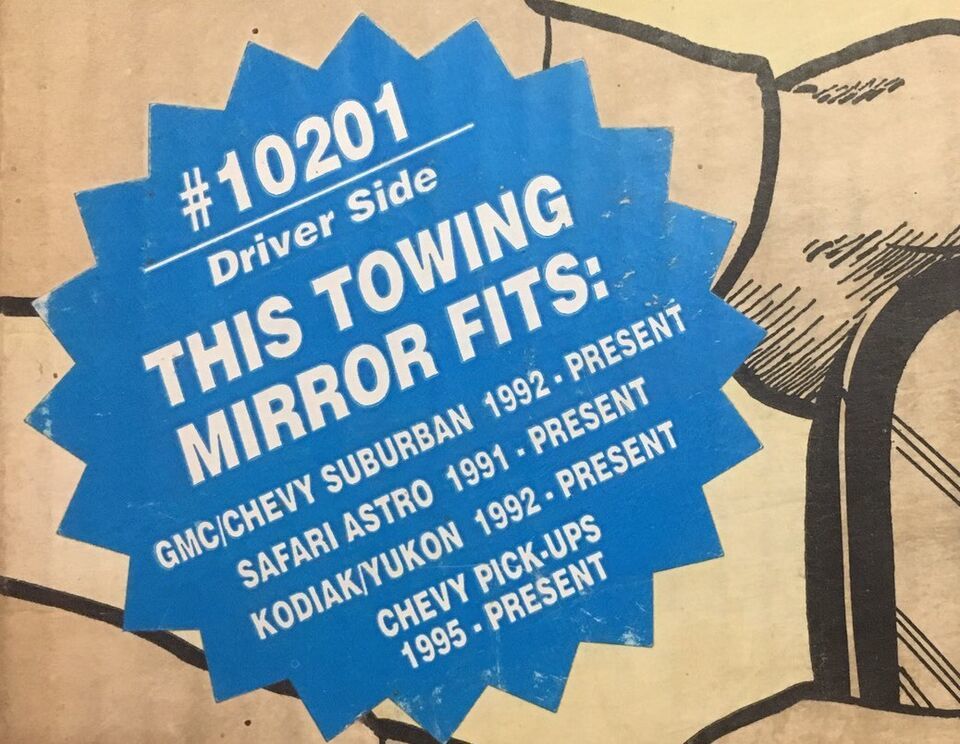 #10201
Driver Side
THIS TOWING
MIRROR FITS:
GMC/CHEVY SUBURBAN 1992 - PRESENT
SAFARI ASTRO 1991 - PRESENT
KODIAK/YUKON 1992 - PRESENT
CHEVY PICK-UPS
1995 - PRESENT